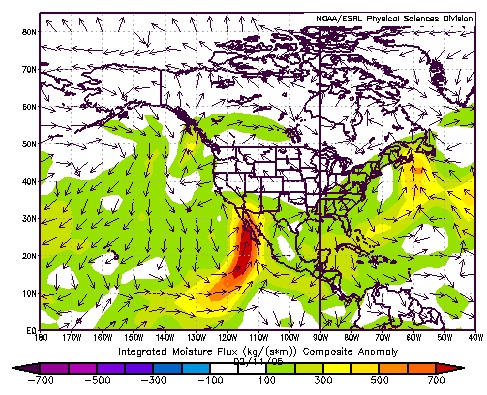 NOAA/ESRL Physical Sciences Division
80N
70N
60N
50N
40N
30N
20N
10N
EQ
180 170W 160W 150W 140W 130W 120W 110W 100W 90W 80W 70W 60W 50W 40W
Integrated Moisture Flux (kg/(s*m)) Composite Anomaly
-700 -500 -300 -100 100 300 500 700